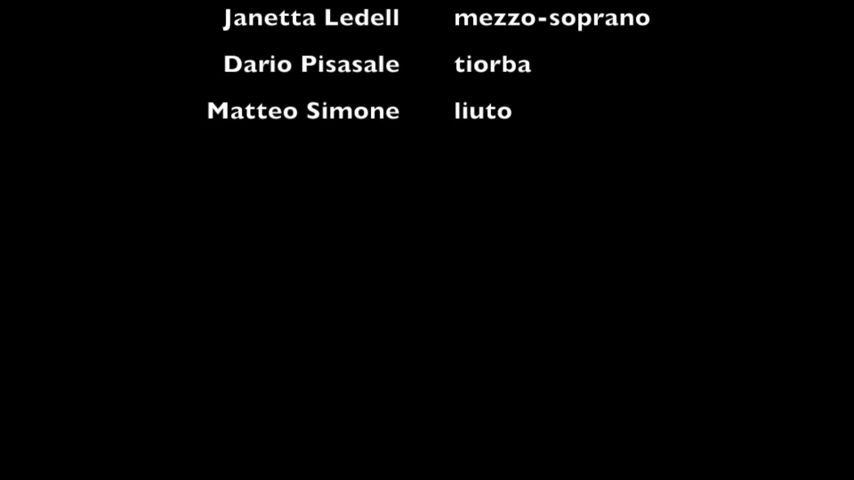 Janetta Ledell mezzo-soprano
Dario Pisasale tiorba
Matteo Simone liuto